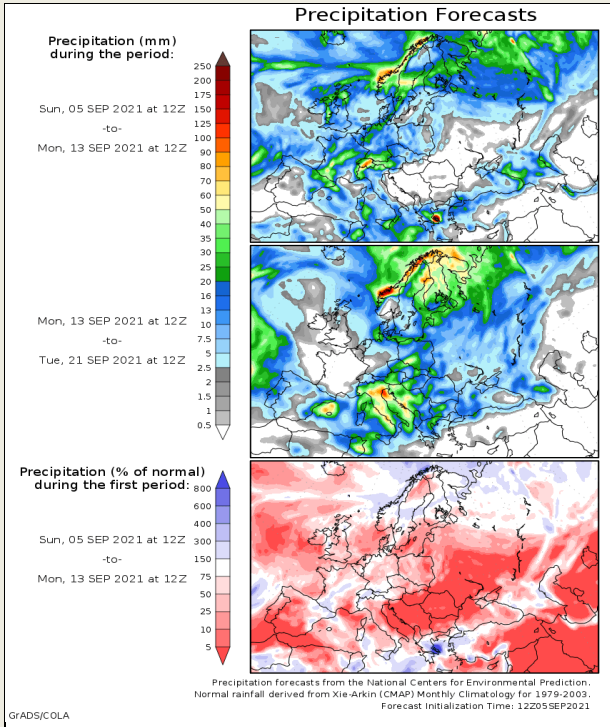 Precipitation Forecasts
Precipitation (mm)
during the period:
Sun, 05 SEP 2021 at 12Z
-to-
Mon, 13 SEP 2021 at 12Z
250
200
175
150
125
100
90
80
70
60
50
40
35
30
25
20
16
13
10
7.5
5
2.5
2
1.5
1
0.5
Mon, 13 SEP 2021 at 12Z
-to-
Tue, 21 SEP 2021 at 12Z
Precipitation (% of normal)
during the first period:
800
600
400
300
150
75
50
25
10
5
Sun, 05 SEP 2021 at 12Z
-to-
Mon, 13 SEP 2021 at 12Z
Precipitation forecasts from the National Centers for Environmental Prediction.
Normal rainfall derived from Xie-Arkin (CMAP) Monthly Climatology for 1979-2003.
Forecast Initialization Time: 12Z05SEP2021
GrADS/COLA